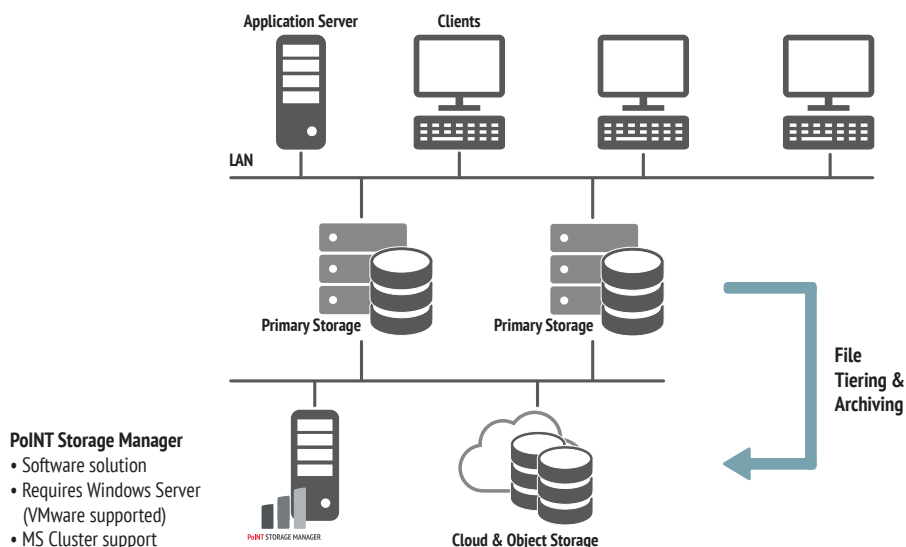 Application Server
Clients
LAN
Primary Storage
Primary Storage
File
Tiering &
Archiving
PoINT Storage Manager
• Software solution
• Requires Windows Server
(VMware supported)
• MS Cluster support
PoINT STORAGE MANAGER
Cloud & Object Storage